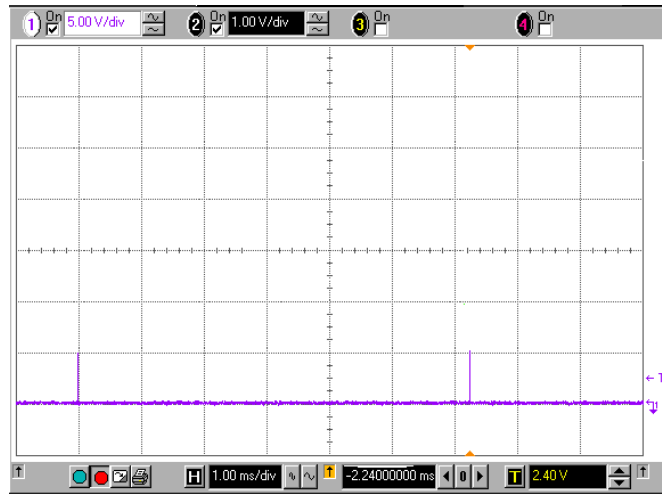 1 On 5.00 V/div 2 On 1.00 V/div 3 On 4 On
T
1
H 1.00 ms/div -2.24000000 ms 0 T 2.40 V